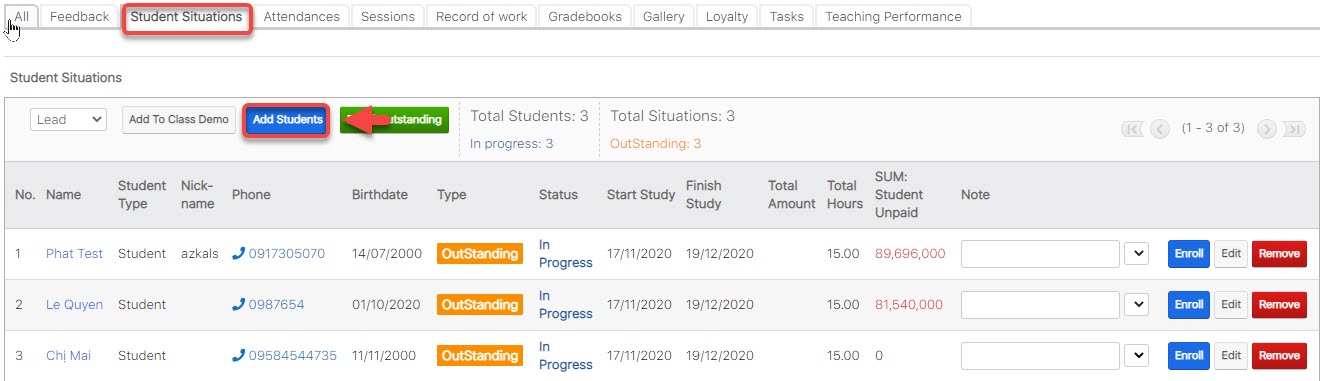 All Feedback Student Situations Attendances Sessions Record of work Gradebooks Gallery Loyalty Tasks Teaching Performance
Student Situations
Lead Add To Class Demo Add Students utstanding Total Students: 3 Total Situations: 3 (1 - 3 of 3)
In progress: 3 OutStanding: 3
No. Name Student Type Nick-name Phone Birthdate Type Status Start Study Finish Study Total Amount Total Hours SUM: Student Unpaid Note
1 Phat Test Student azkals 0917305070 14/07/2000 OutStanding In Progress 17/11/2020 19/12/2020 15.00 89,696,000 Enroll Edit Remove
2 Le Quyen Student 0987654 01/10/2020 OutStanding In Progress 17/11/2020 19/12/2020 15.00 81,540,000 Enroll Edit Remove
3 Chị Mai Student 09584544735 11/11/2000 OutStanding In Progress 17/11/2020 19/12/2020 15.00 0 Enroll Edit Remove